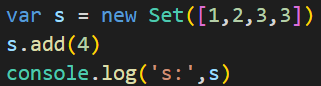 var s = new Set([1,2,3,3])
s.add(4)
console.log('s:',s)